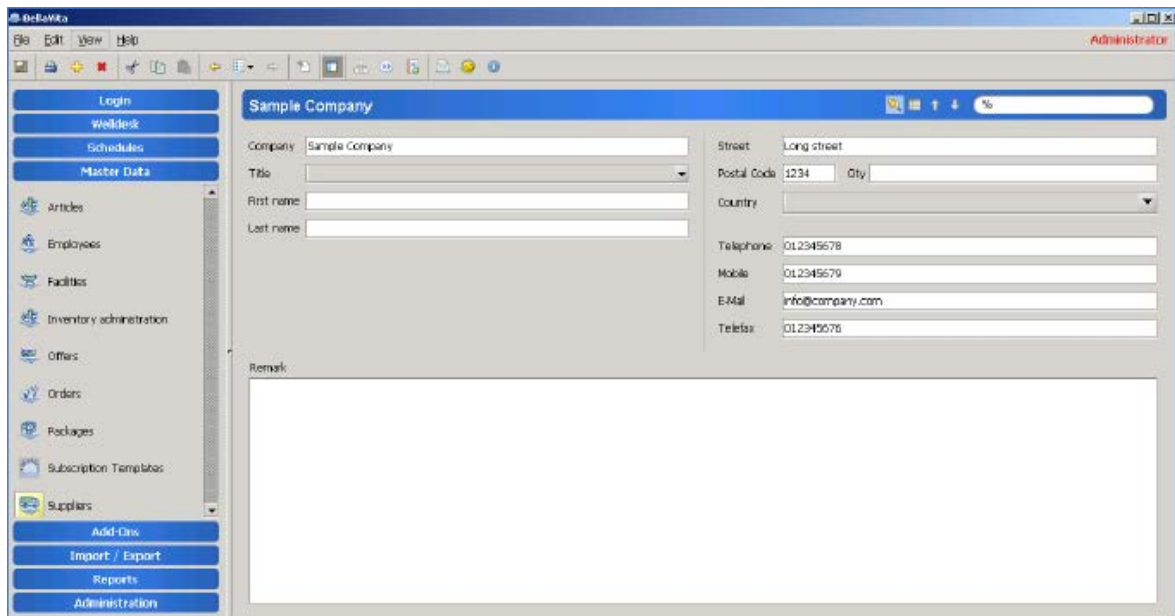 BellaVita
File Edit View Help
Administrator
Login
Welldesk
Schedules
Master Data
Articles
Employees
Facilities
Inventory administration
Offers
Orders
Packages
Subscription Templates
Suppliers
Add-Ons
Import / Export
Reports
Administration
Sample Company
%
Company Sample Company
Title
First name
Last name
Street Long street
Postal Code 1234 City
Country
Telephone 012345678
Mobile 012345679
E-Mail info@company.com
Telefax 012345676
Remark